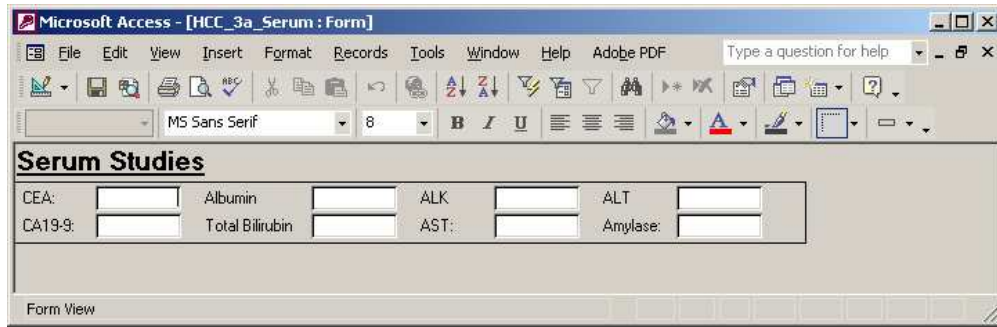 Microsoft Access - [HCC_3a_Serum : Form]
File Edit View Insert Format Records Tools Window Help Adobe PDF Type a question for help
MS Sans Serif 8 B I U A
Serum Studies
CEA: Albumin ALK ALT
CA19-9: Total Bilirubin AST: Amylase:
Form View